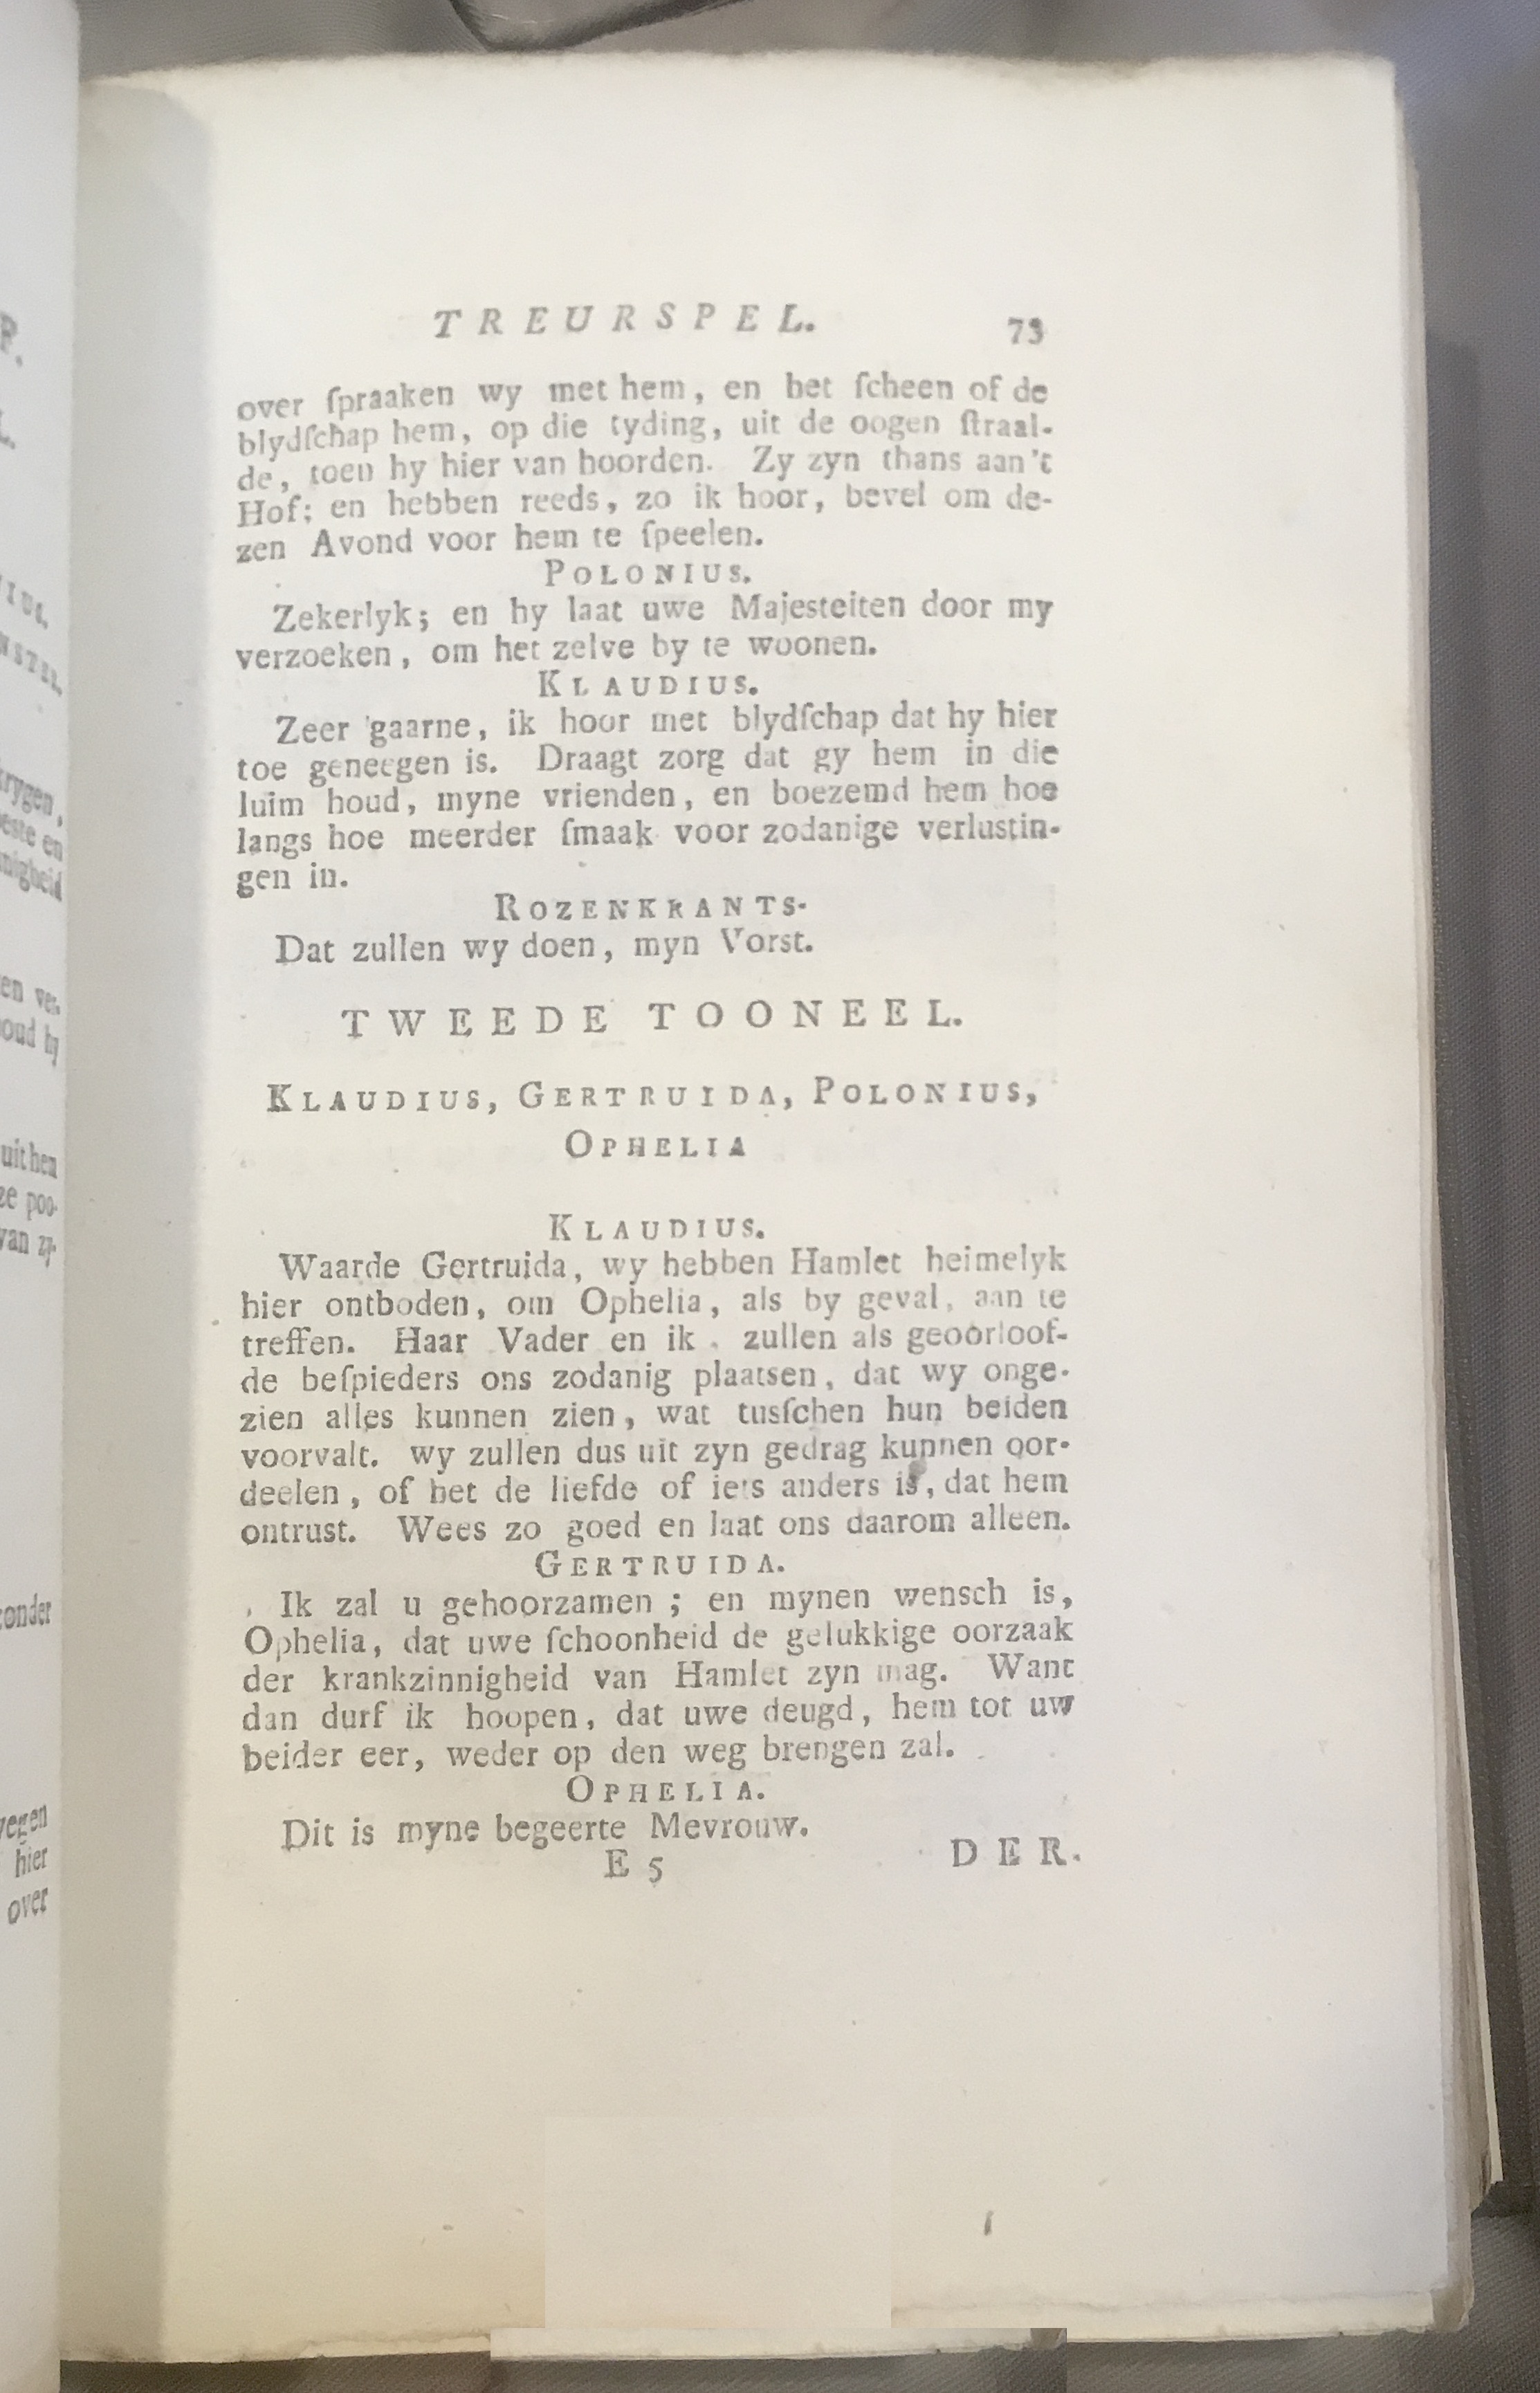 TREURSPEL. 73
over ſpraaken wy met hem, en het ſcheen of de
blydſchap hem, op die tyding, uit de oogen ſtraal-
de, toen hy hier van hoorden. Zy zyn thans aan't
Hof; en hebben reeds, zo ik hoor, bevel om de-
zen Avond voor hem te ſpeelen.
POLONIUS.
Zekerlyk; en hy laat uwe Majesteiten door my
verzoeken, om het zelve by te woonen.
KLAUDIUS.
Zeer gaarne, ik hoor met blydſchap dat hy hier
toe geneegen is. Draagt zorg dat gy hem in die
luim houd, myne vrienden, en boezemd hem hoe
langs hoe meerder ſmaak voor zodanige verlustin-
gen in.
ROZENKRANTS.
Dat zullen wy doen, myn Vorst.
TWEEDE TOONEEL.
KLAUDIUS, GERTRUIDA, POLONIUS,
OPHELIA
KLAUDIUS.
Waarde Gertruida, wy hebben Hamlet heimelyk
hier ontboden, om Ophelia, als by geval, aan te
treffen. Haar Vader en ik. zullen als geoorloof-
de beſpieders ons zodanig plaatsen, dat wy onge-
zien alles kunnen zien, wat tusſchen hun beiden
voorvalt. wy zullen dus uit zyn gedrag kunnen oor-
deelen, of het de liefde of iets anders is, dat hem
ontrust. Wees zo goed en laat ons daarom alleen.
GERTRUIDA.
Ik zal u gehoorzamen; en mynen wensch is,
Ophelia, dat uwe ſchoonheid de gelukkige oorzaak
der krankzinnigheid van Hamlet zyn mag. Want
dan durf ik hoopen, dat uwe deugd, hem tot uw
beider eer, weder op den weg brengen zal.
OPHELIA.
Dit is myne begeerte Mevrouw.
E 5 DER.